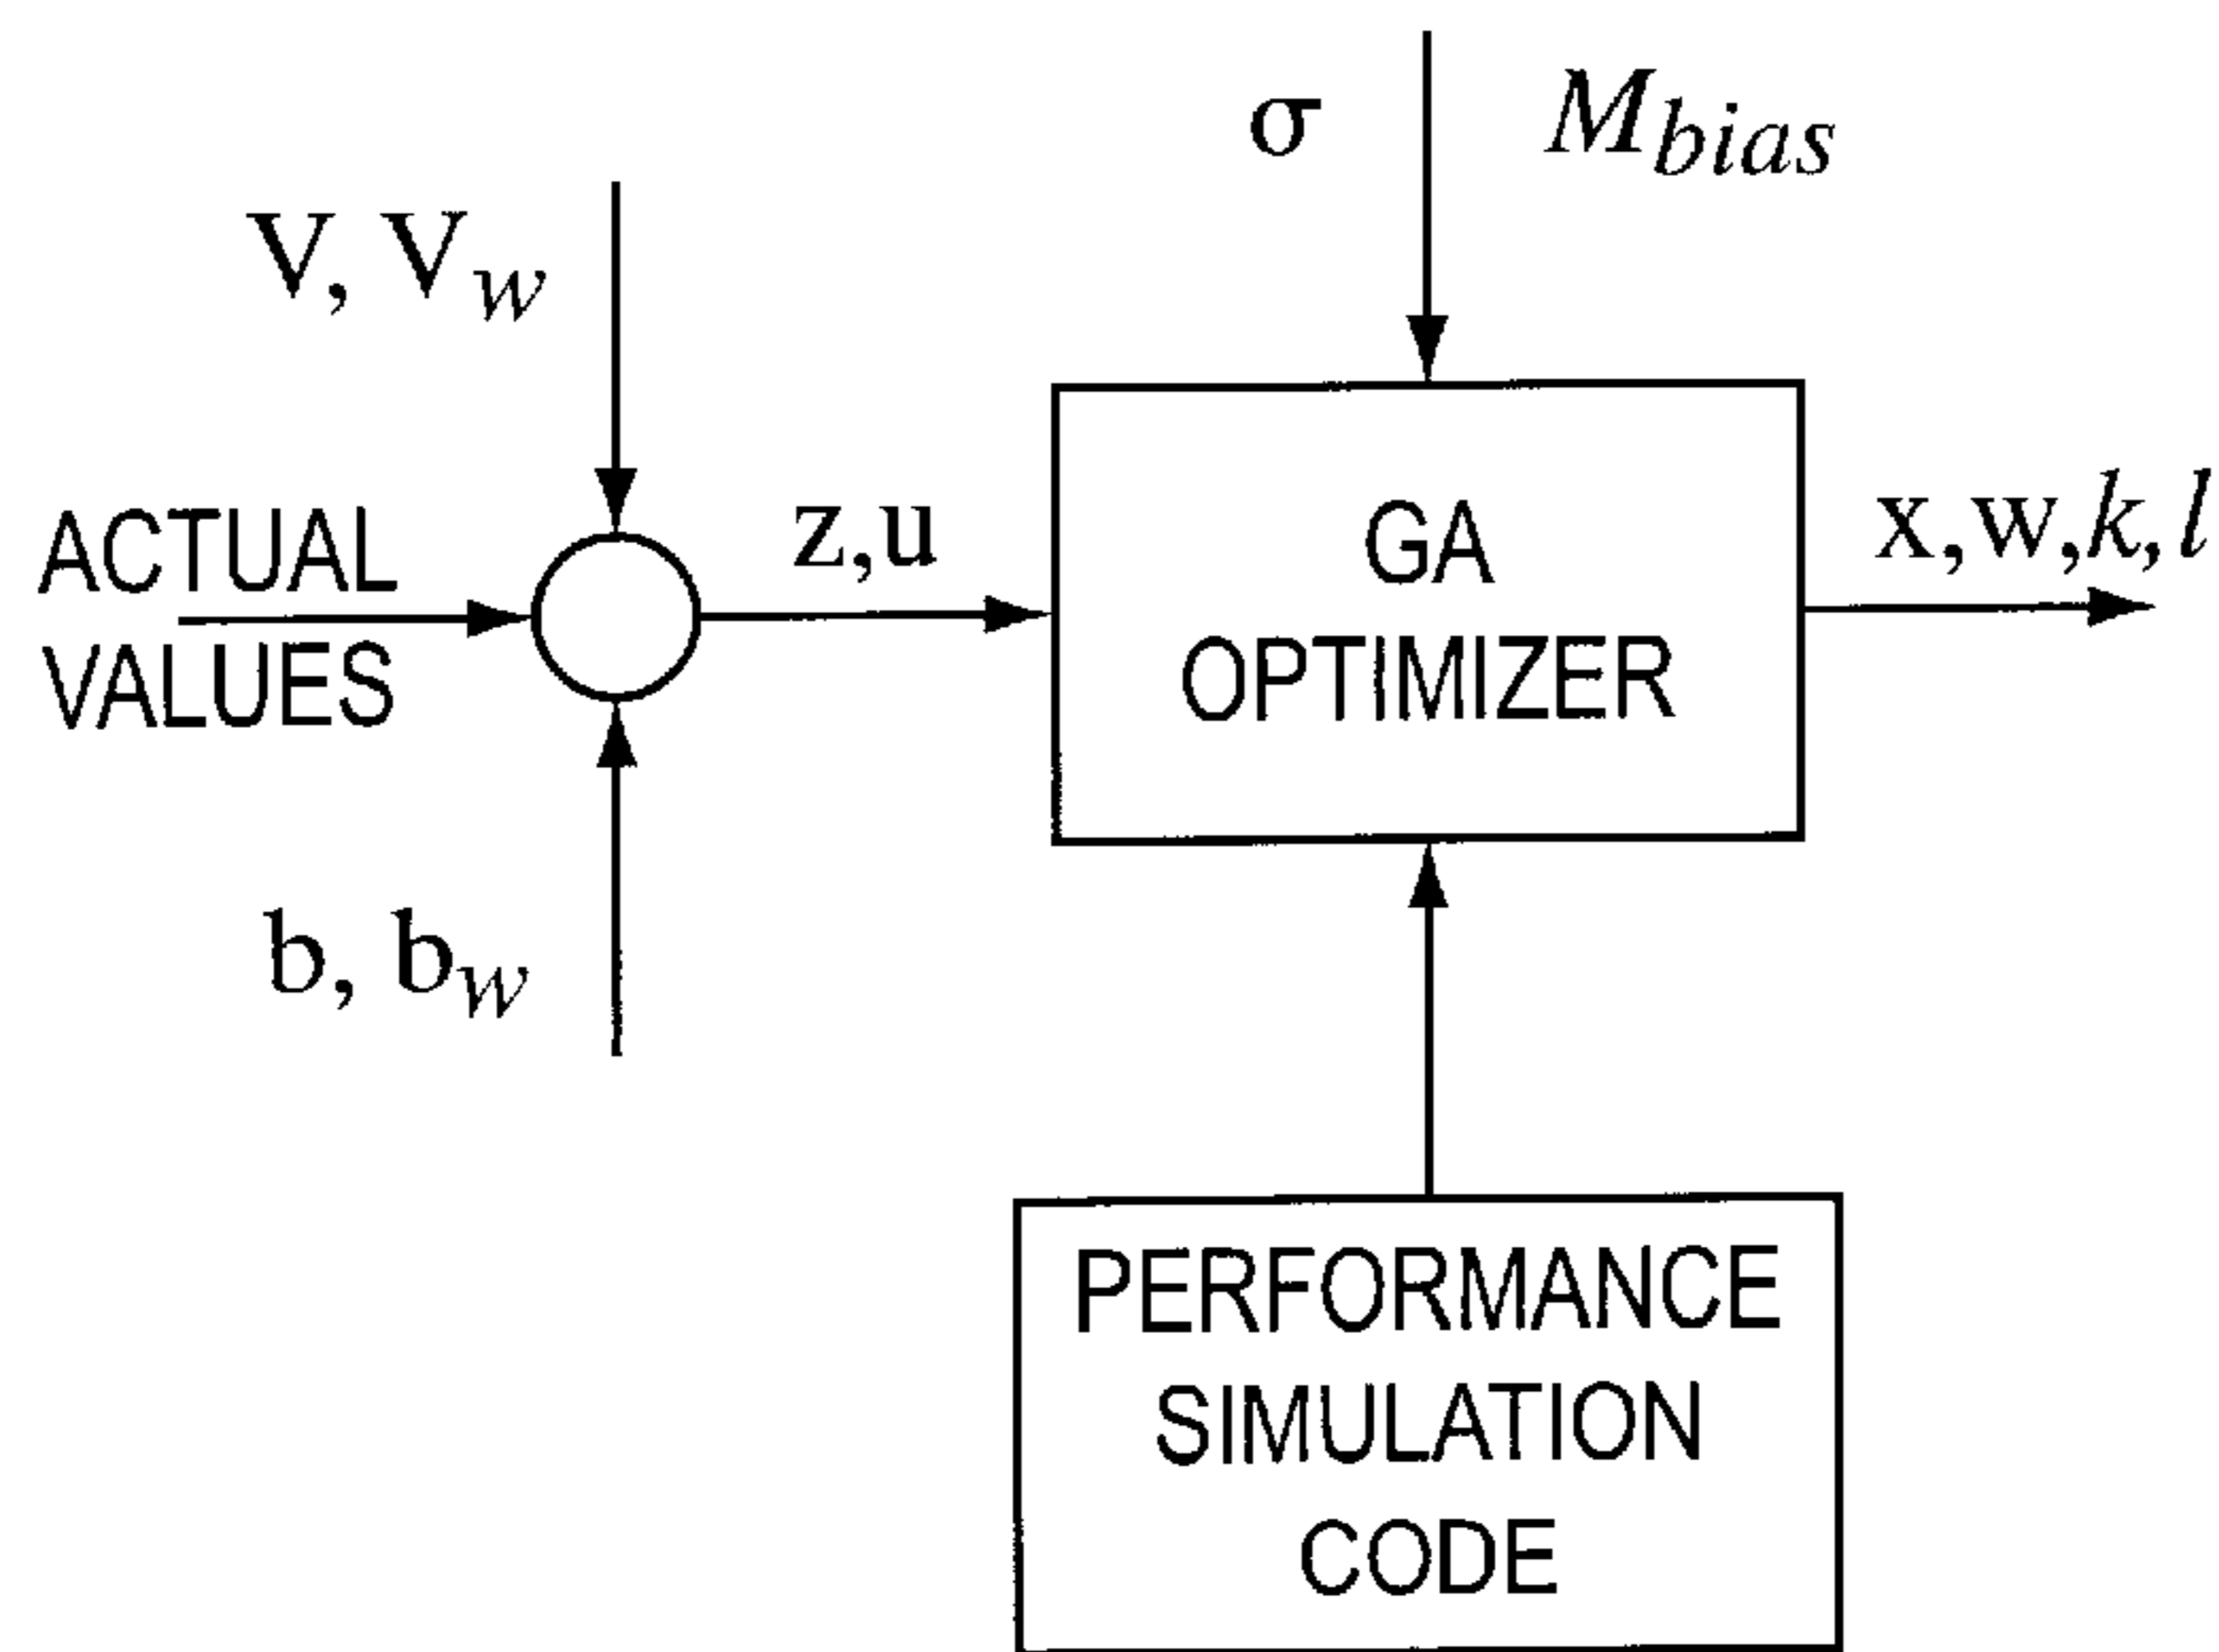 σ
M_bias
V, V_w
ACTUAL
VALUES
z,u
GA
OPTIMIZER
x,w,k,l
b, b_w
PERFORMANCE
SIMULATION
CODE